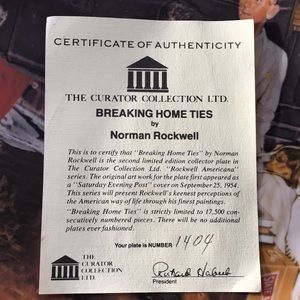 CERTIFICATE OF AUTHENTICITY
THE CURATOR COLLECTION LTD.
BREAKING HOME TIES
by
Norman Rockwell
This is to certify that "Breaking Home Ties" by Norman
Rockwell is the second limited edition collector plate in
The Curator Collection Ltd. "Rockwell Americana"
series. The original art work for the plate first appeared as
a "Saturday Evening Post" cover on September 25, 1954.
This series will present Rockwell's keenest perceptions of
the American way of life through his finest paintings.
"Breaking Home Ties" is strictly limited to 17,500 con-
secutively numbered pieces. There will be no additional
plates ever fashioned.
Your plate is NUMBER 1404
THE
CURATOR
COLLECTION
LTD.
President